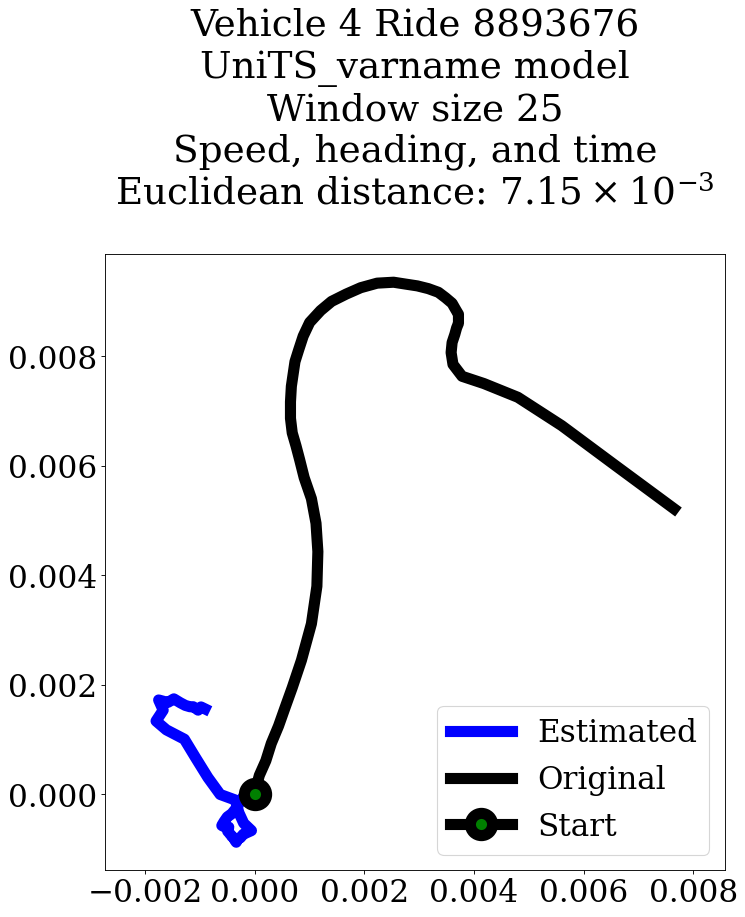 Vehicle 4 Ride 8893676
UniTS_varname model
Window size 25
Speed, heading, and time
Euclidean distance: 7.15 × 10⁻³
0.008
0.006
0.004
0.002
0.000
Estimated
Original
Start
−0.002 0.000 0.002 0.004 0.006 0.008